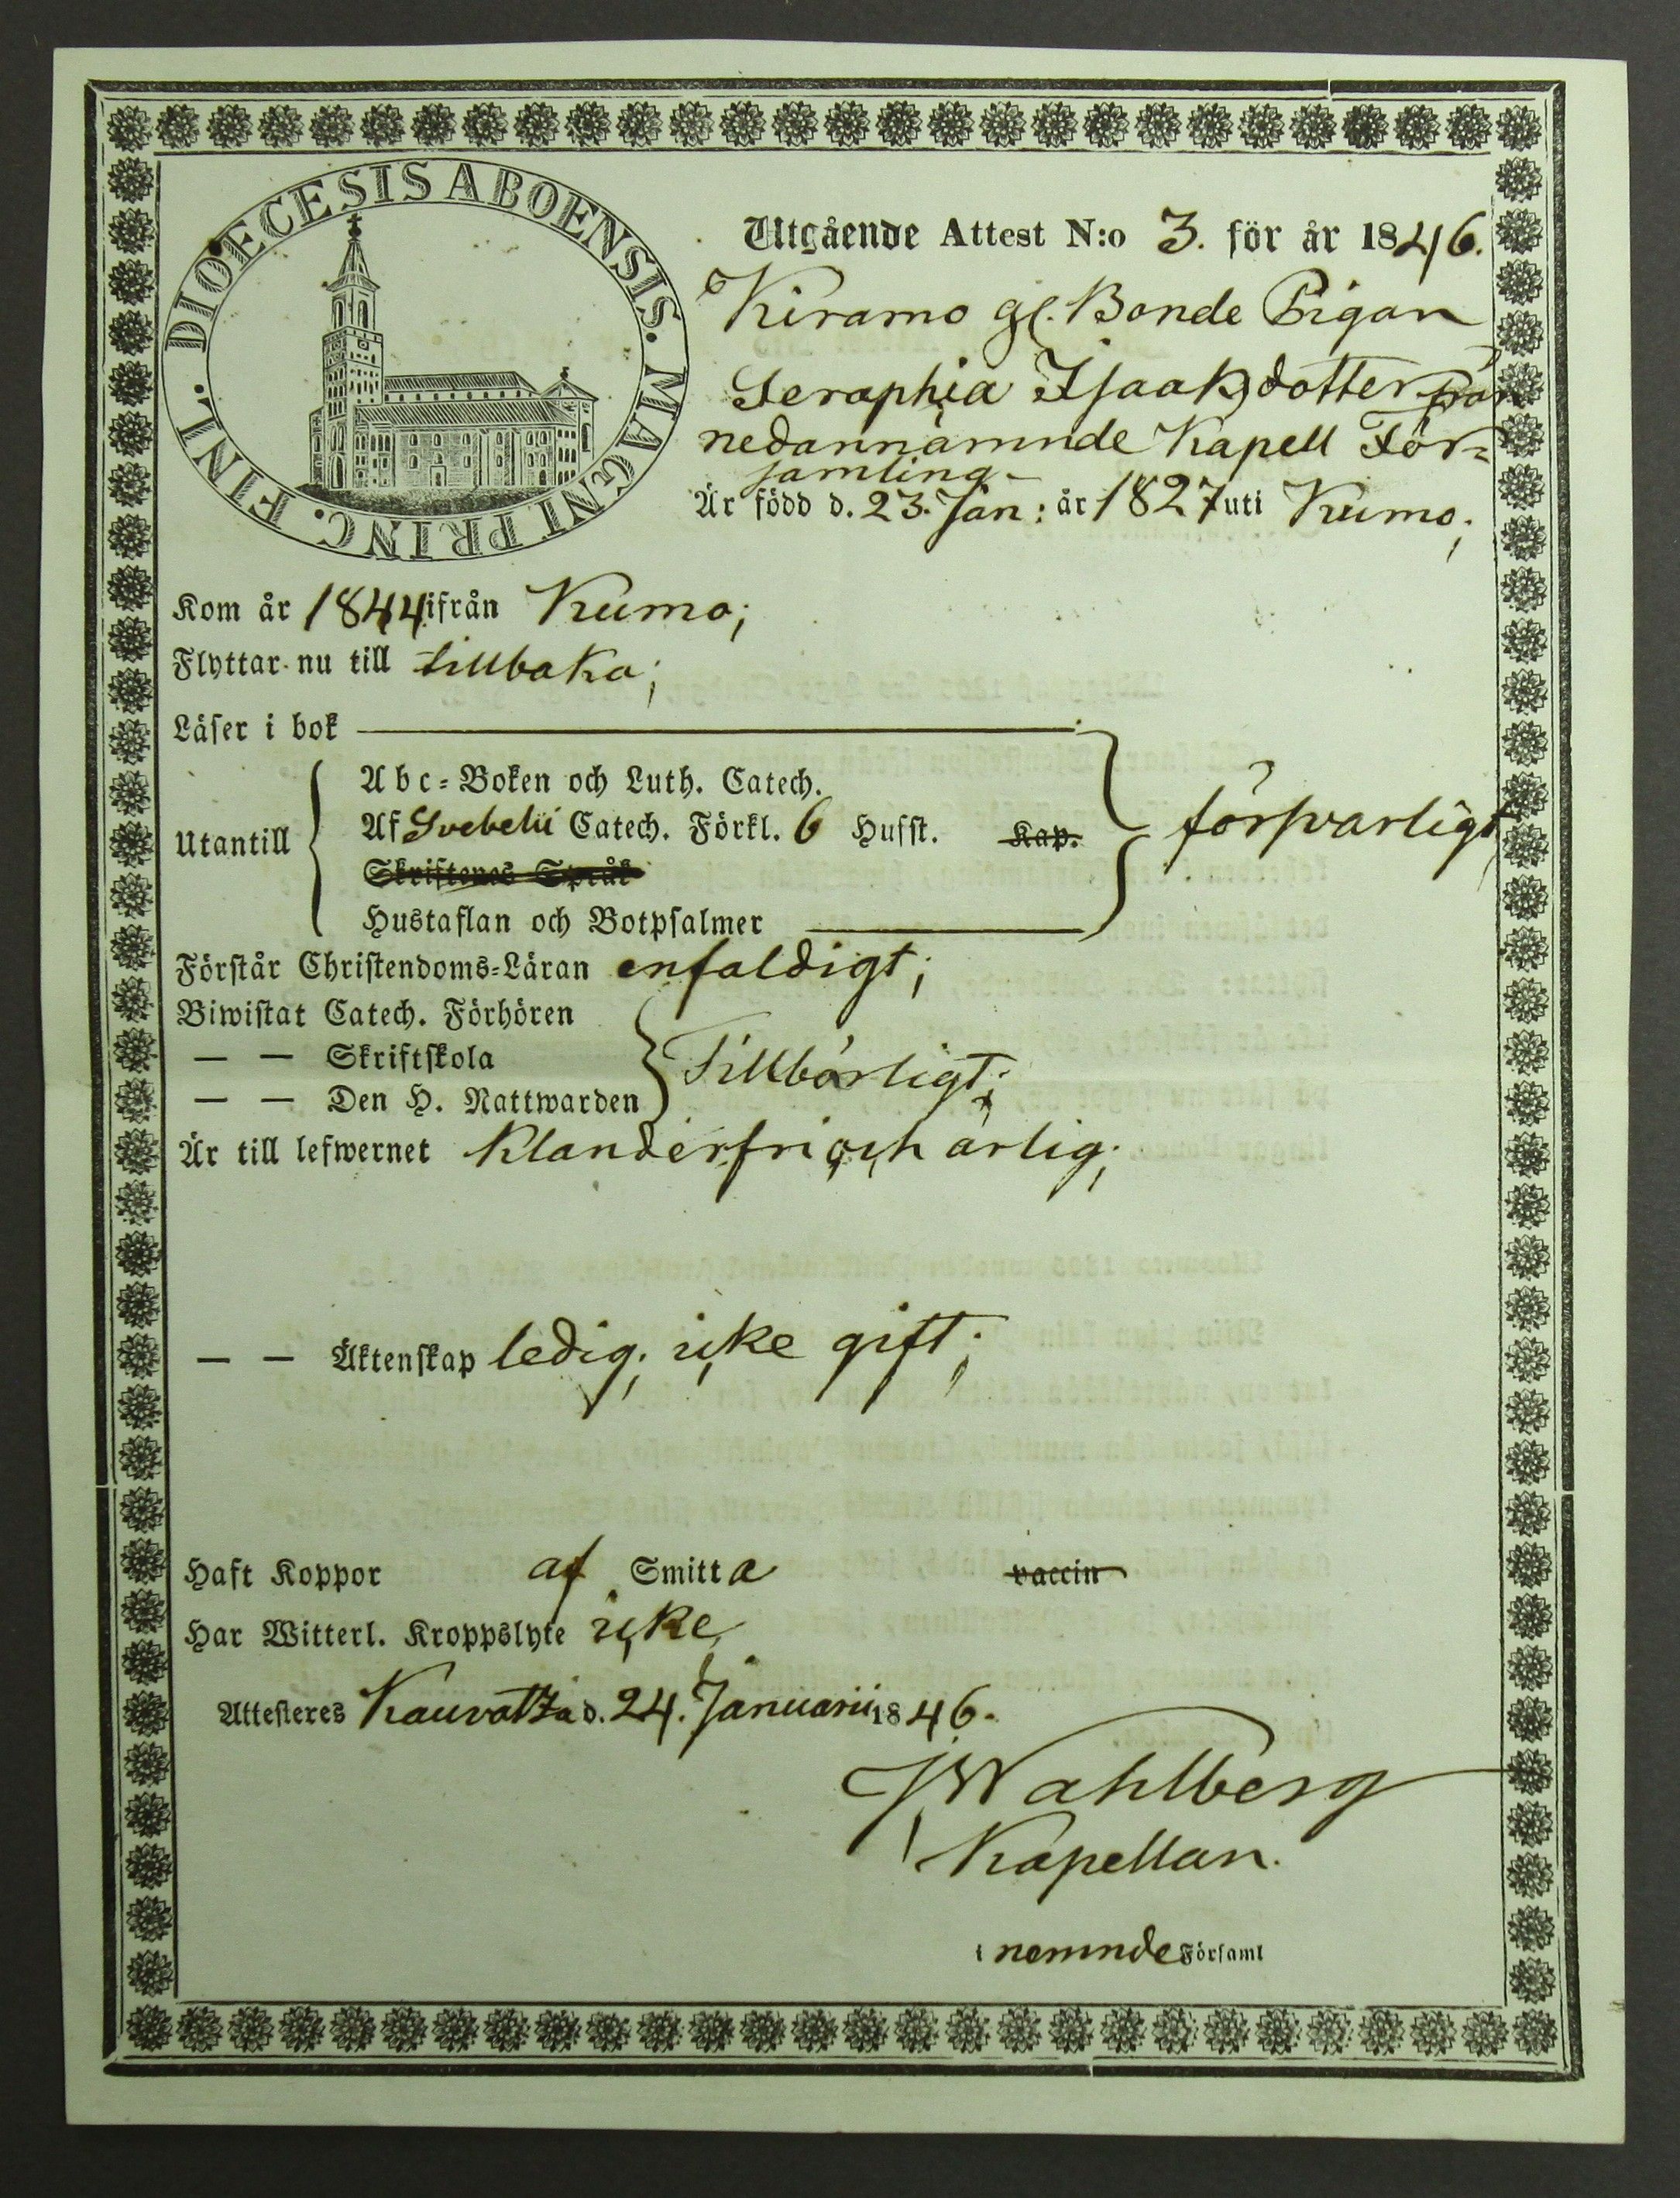 DIOECESIS ABOENSIS. MAGNI PRINC. FINL.
Utgående Attest N:o 3. för år 1846.
Kiramo gl. Bonde Pigan
Seraphia Isaaksdotter från
nedannämnde Kapell För-
samling
Är född d. 23. Jan: år 1827 uti Kumo;
Kom år 1844 ifrån Kumo;
Flyttar nu till tillbaka;
Läser i bok
Abc-Boken och Luth. Catech.
Utantill
Af Svebelii Catech. Förkl. 6 Hufst. Kap.
försvarligt
Skriftenes Språk
Hustaflan och Botpsalmer
Förstår Christendoms-Läran enfaldigt;
Biwistat Catech. Förhören
— — Skriftskola
Tillbörligt;
— — Den H. Nattwarden
Är till lefwernet klanderfri och ärlig;
— — Äktenskap ledig; icke gift;
Haft Koppor af Smitta vaccin
Har Witterl. Kroppslyte icke;
Attesteres Kauvatza d. 24. Januarii 1846.
JWahlberg
Kapellan.
i nemnde Församl